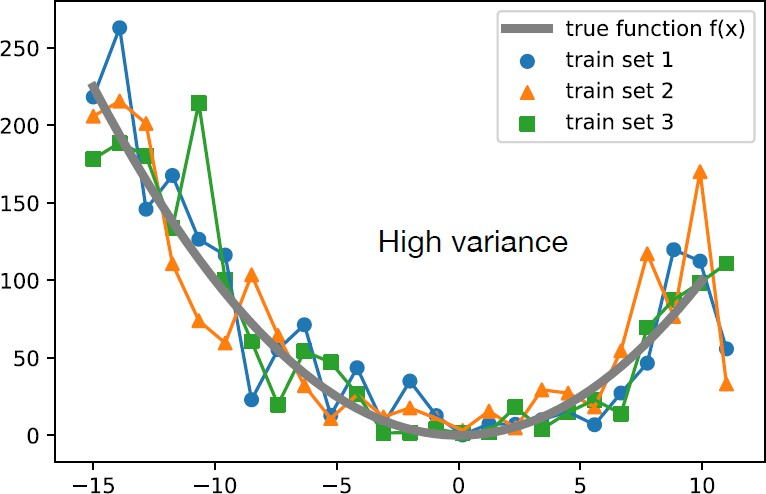 true function f(x)
train set 1
train set 2
train set 3
High variance
250
200
150
100
50
0
−15
−10
−5
0
5
10